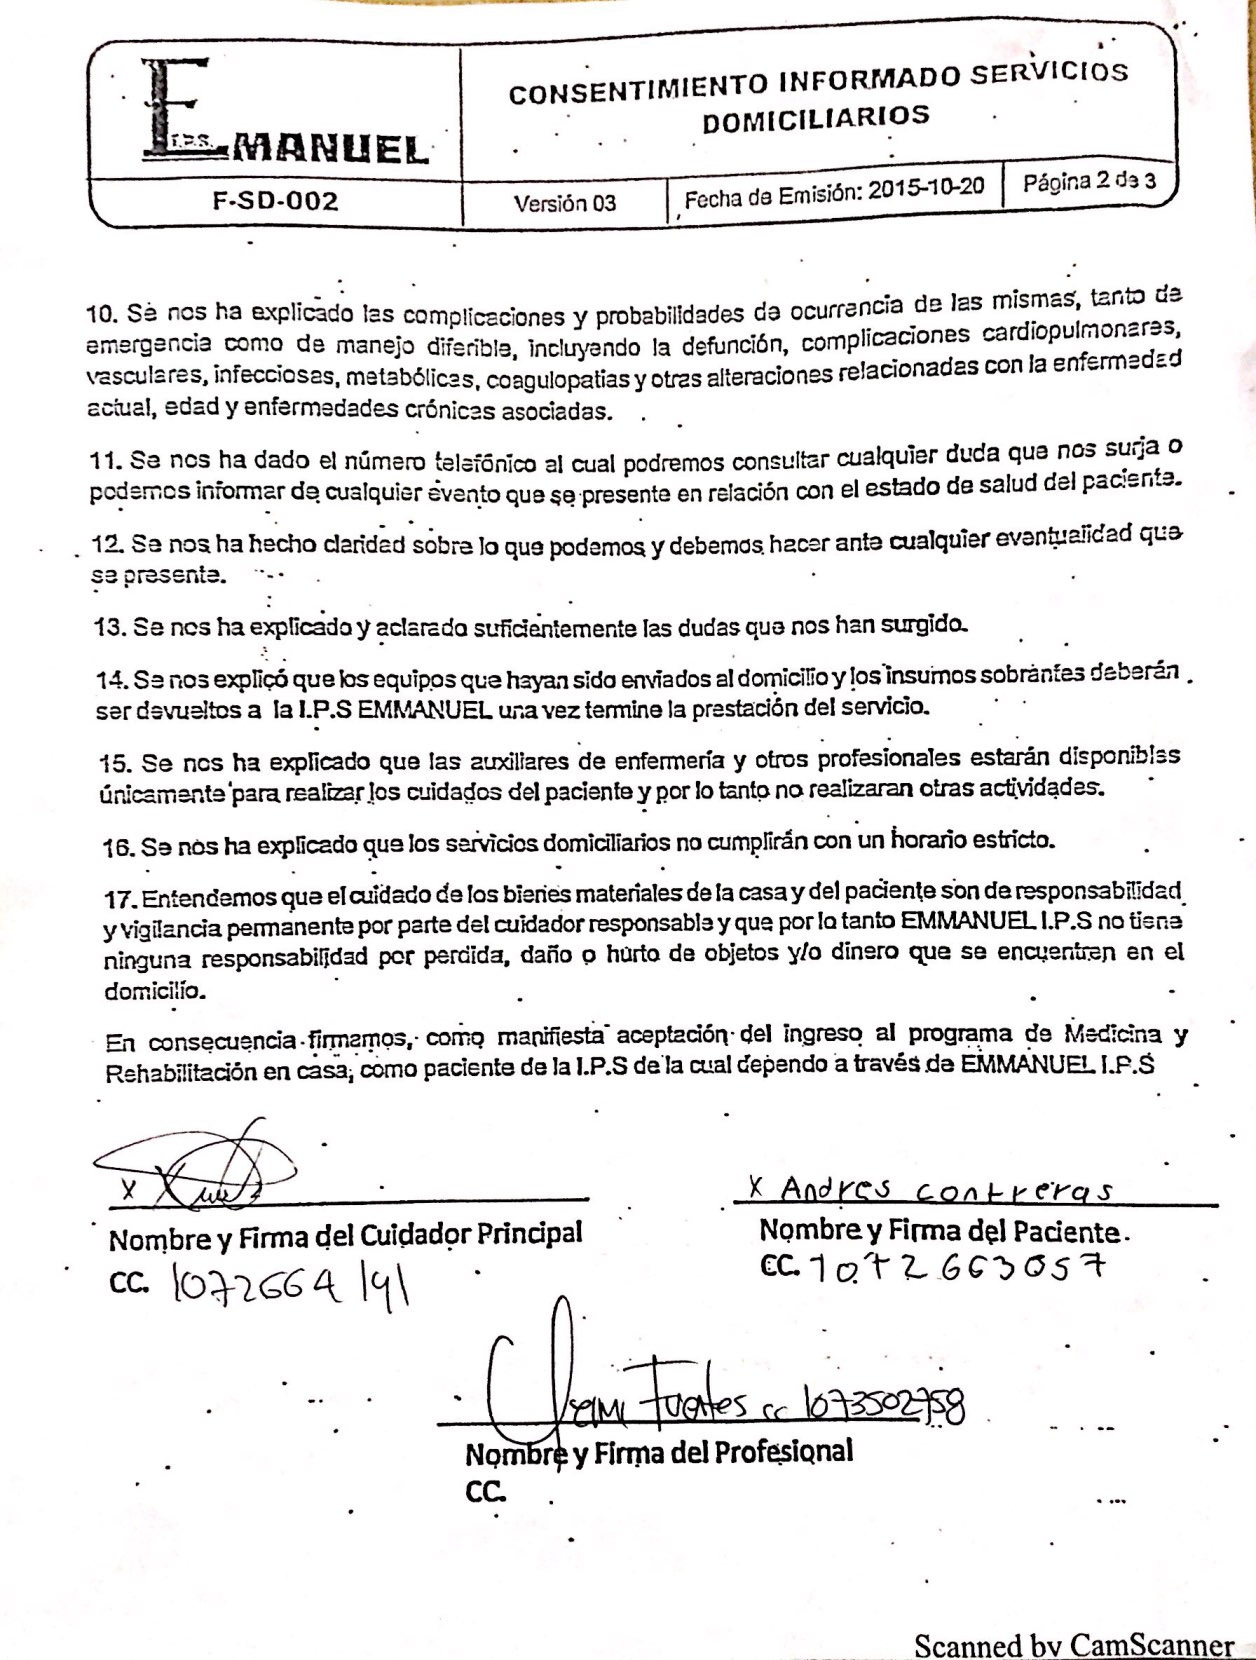 E I.P.S. MANUEL
CONSENTIMIENTO INFORMADO SERVICIOS
DOMICILIARIOS
F-SD-002
Versión 03
Fecha de Emisión: 2015-10-20
Página 2 de 3
10. Se nos ha explicado las complicaciones y probabilidades de ocurrencia de las mismas, tanto de
emergencia como de manejo diferible, incluyendo la defunción, complicaciones cardiopulmonares,
vasculares, infecciosas, metabólicas, coagulopatias y otras alteraciones relacionadas con la enfermedad
actual, edad y enfermedades crónicas asociadas.
11. Se nos ha dado el número telefónico al cual podremos consultar cualquier duda que nos surja o
podemos informar de cualquier evento que se presente en relación con el estado de salud del paciente.
12. Se nos ha hecho claridad sobre lo que podemos y debemos hacer ante cualquier eventualidad que
se presente.
13. Se nos ha explicado y aclarado suficientemente las dudas que nos han surgido.
14. Se nos explicó que los equipos que hayan sido enviados al domicilio y los insumos sobrantes deberán
ser devueltos a la I.P.S EMMANUEL una vez termine la prestación del servicio.
15. Se nos ha explicado que las auxiliares de enfermería y otros profesionales estarán disponibles
únicamente para realizar los cuidados del paciente y por lo tanto no realizaran otras actividades.
16. Se nos ha explicado que los servicios domiciliarios no cumplirán con un horario estricto.
17. Entendemos que el cuidado de los bienes materiales de la casa y del paciente son de responsabilidad
y vigilancia permanente por parte del cuidador responsable y que por lo tanto EMMANUEL I.P.S no tiene
ninguna responsabilidad por perdida, daño o hurto de objetos y/o dinero que se encuentren en el
domicilio.
En consecuencia firmamos, como manifiesta aceptación del ingreso al programa de Medicina y
Rehabilitación en casa, como paciente de la I.P.S de la cual dependo a través de EMMANUEL I.P.S
X
X Andres contreras
Nombre y Firma del Cuidador Principal
Nombre y Firma del Paciente.
CC. 1072664191
CC. 1072663057
Fuentes cc 1073502758
Nombre y Firma del Profesional
CC.
Scanned by CamScanner